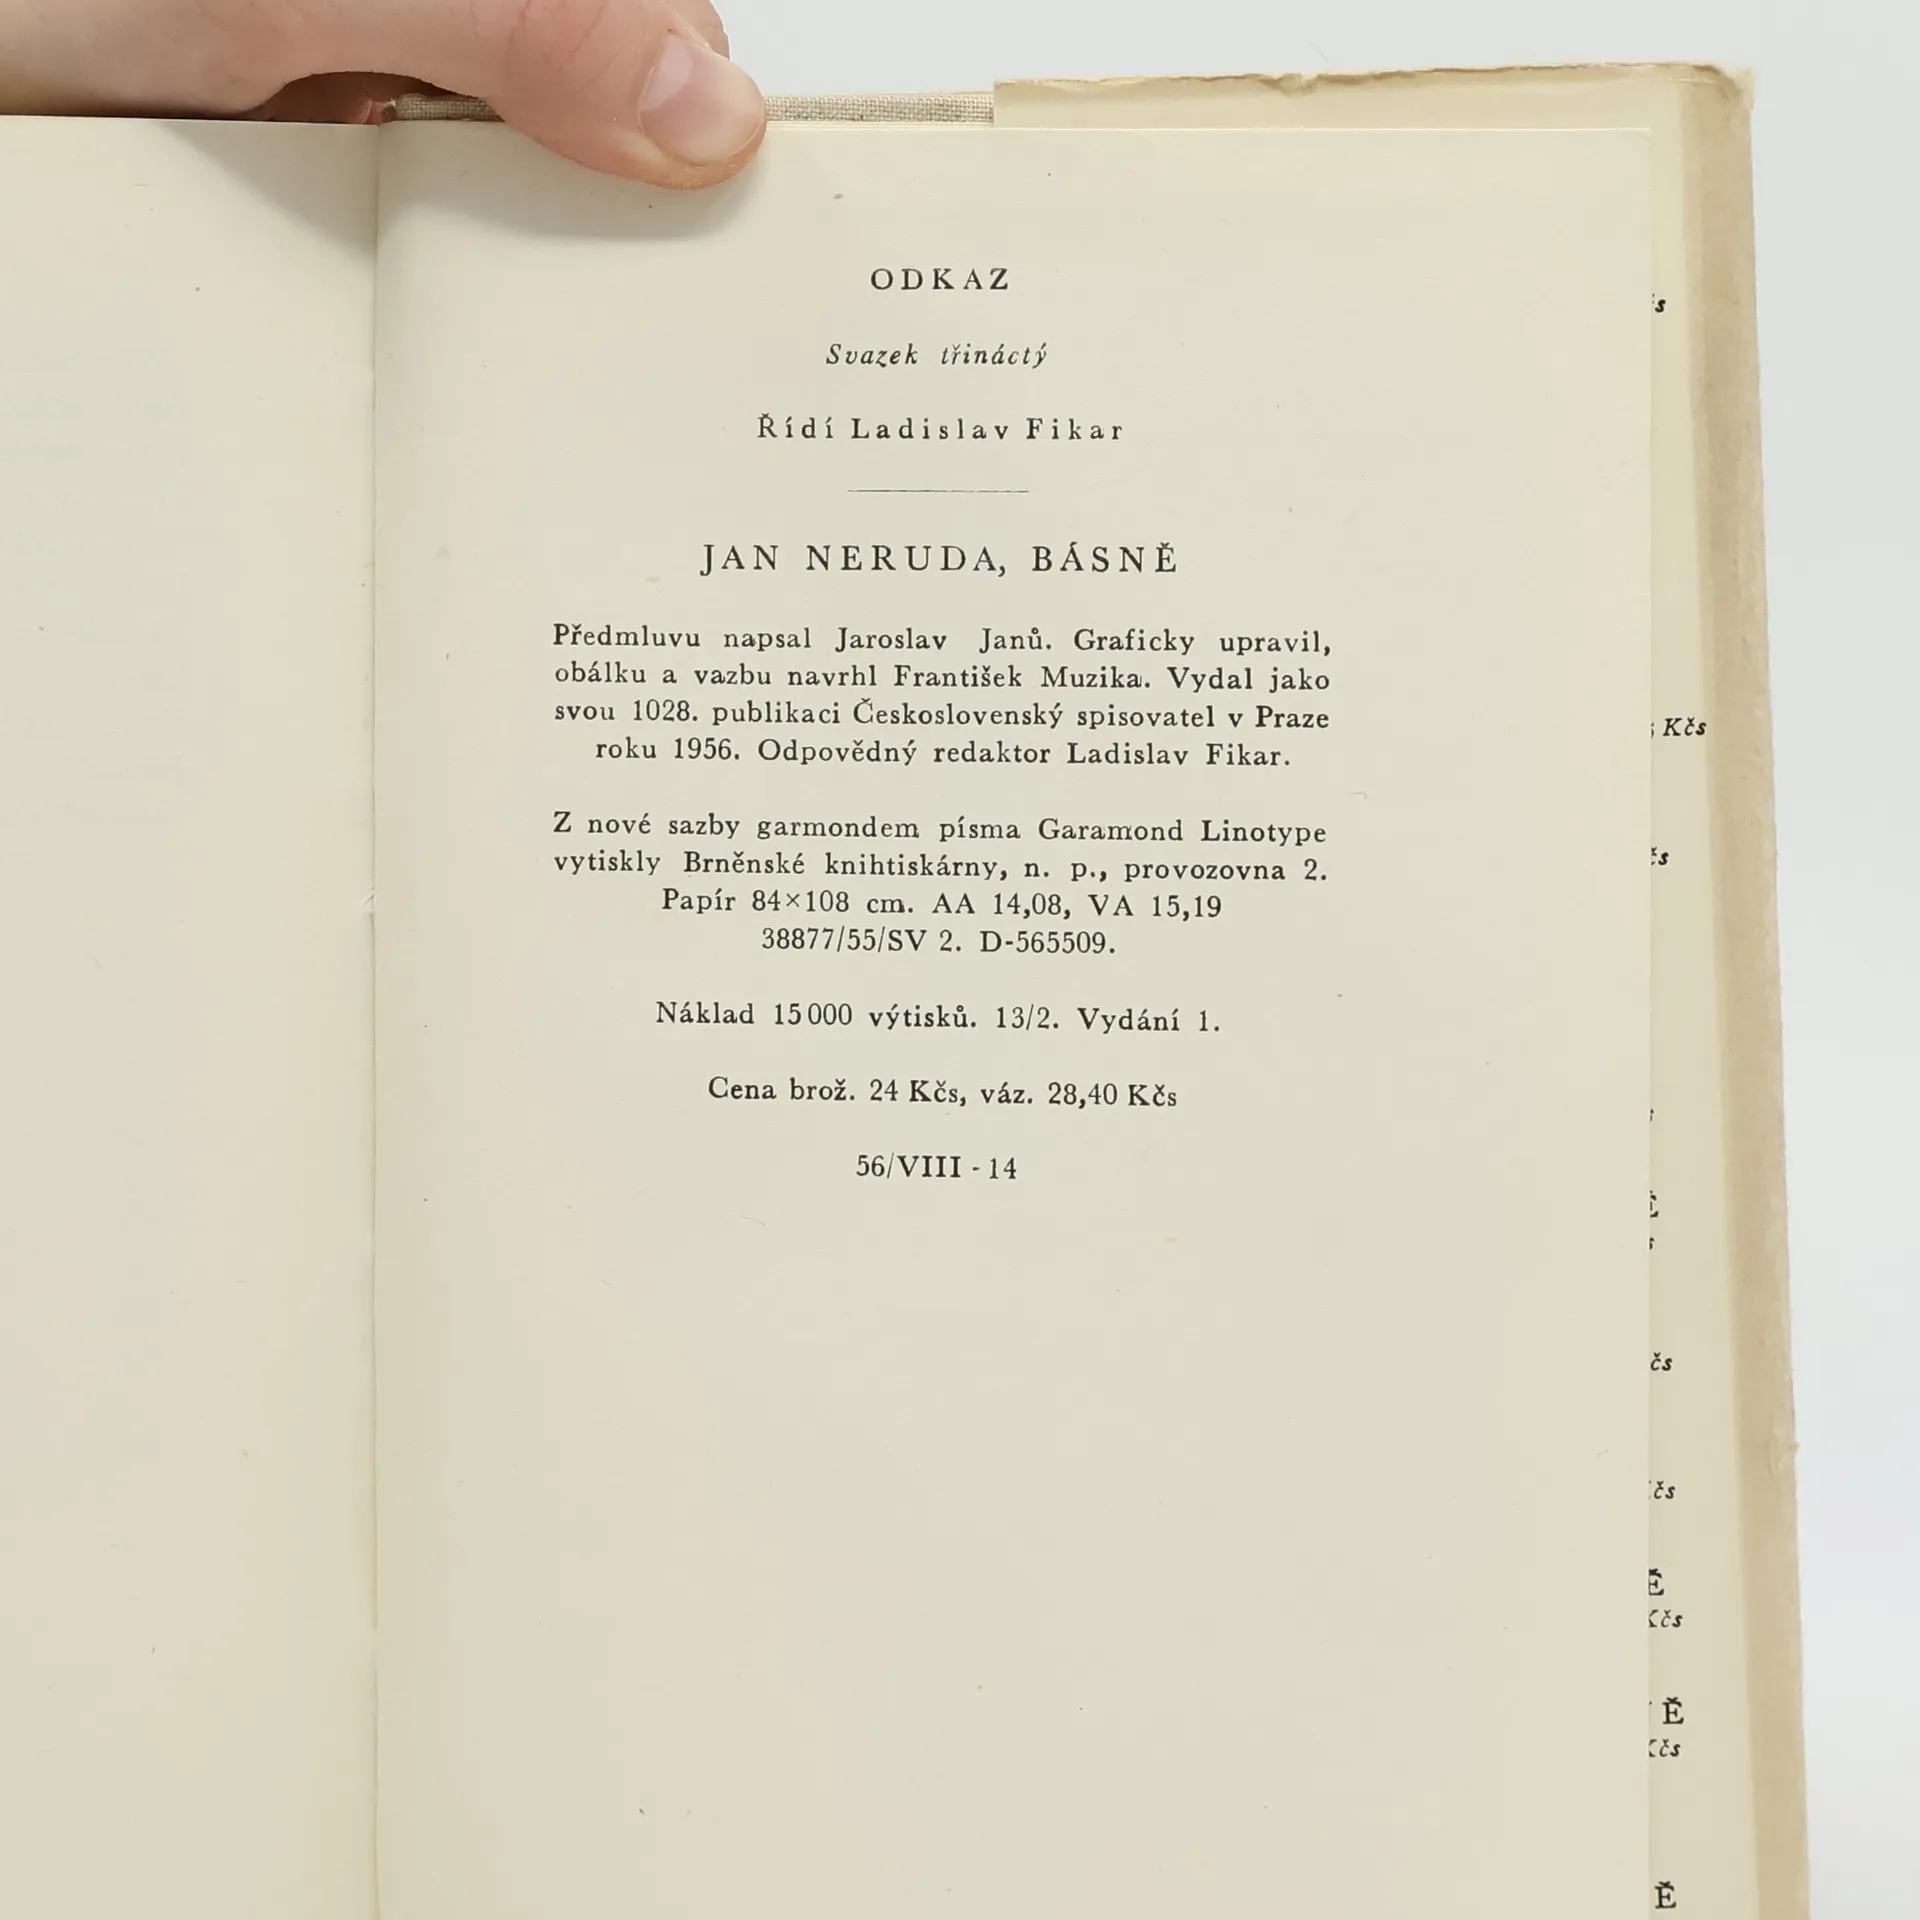 ODKAZ
Svazek třináctý
Řídí Ladislav Fikar
JAN NERUDA, BÁSNĚ
Předmluvu napsal Jaroslav Janů. Graficky upravil,
obálku a vazbu navrhl František Muzika. Vydal jako
svou 1028. publikaci Československý spisovatel v Praze
roku 1956. Odpovědný redaktor Ladislav Fikar.
Z nové sazby garmondem písma Garamond Linotype
vytiskly Brněnské knihtiskárny, n. p., provozovna 2.
Papír 84×108 cm. AA 14,08, VA 15,19
38877/55/SV 2. D-565509.
Náklad 15 000 výtisků. 13/2. Vydání 1.
Cena brož. 24 Kčs, váz. 28,40 Kčs
56/VIII - 14
Kčs
čs
Kčs
Ě
Kčs
Ě